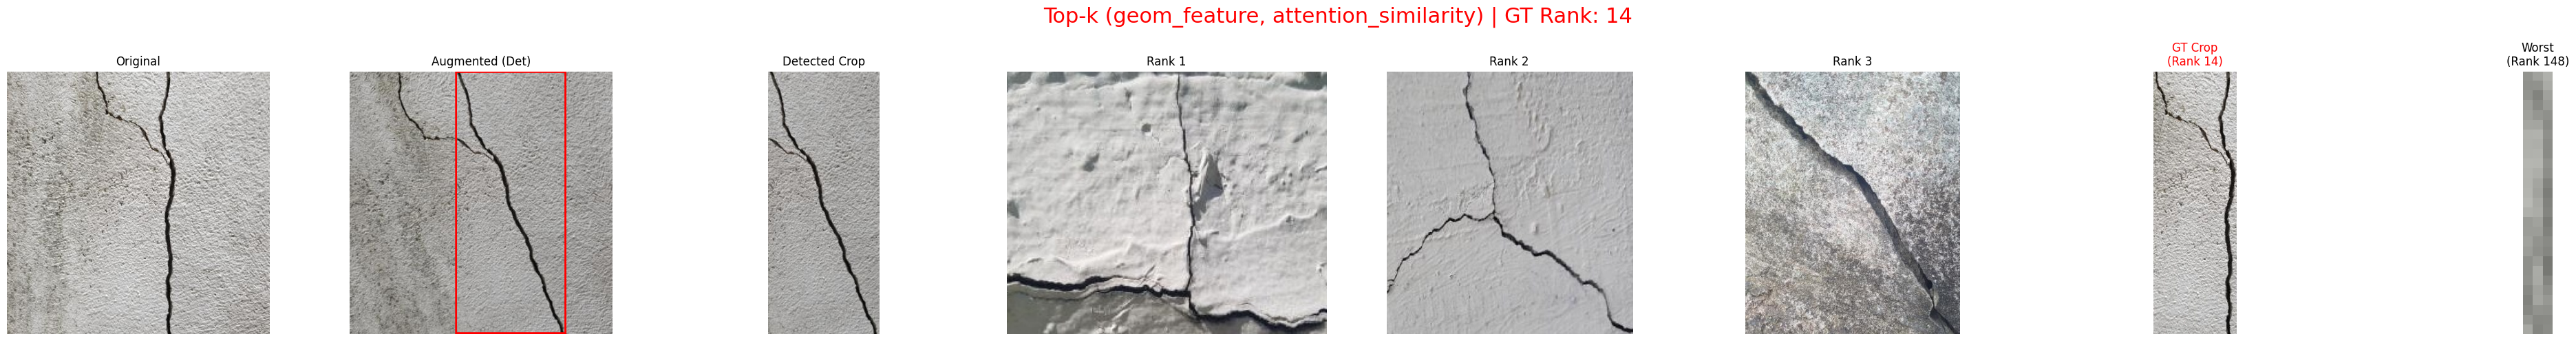 Top-k (geom_feature, attention_similarity) | GT Rank: 14
Original
Augmented (Det)
Detected Crop
Rank 1
Rank 2
Rank 3
GT Crop
(Rank 14)
Worst
(Rank 148)